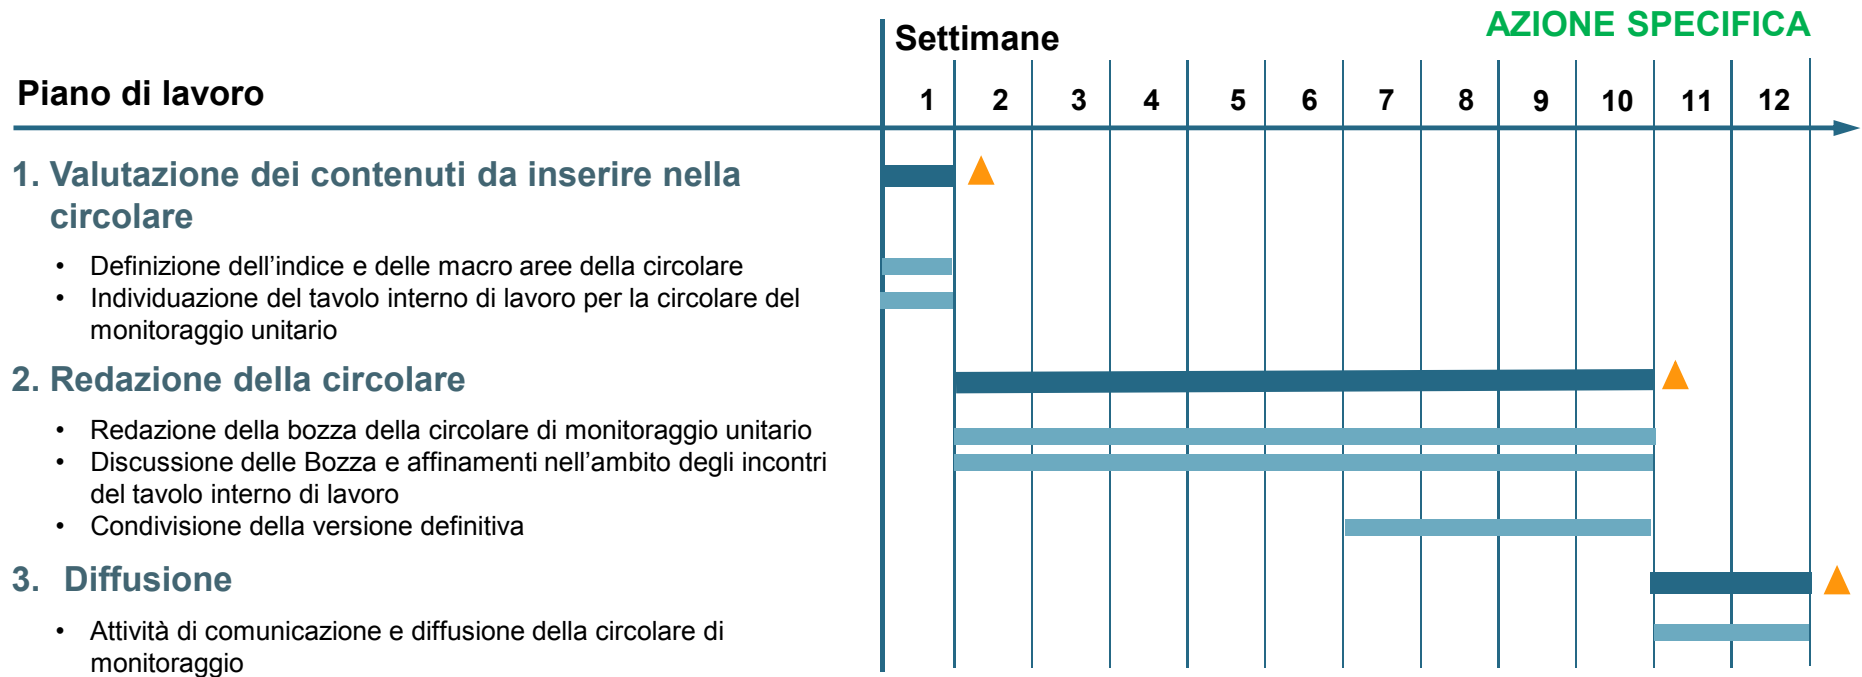 AZIONE SPECIFICA
Settimane
Piano di lavoro
1 2 3 4 5 6 7 8 9 10 11 12
1. Valutazione dei contenuti da inserire nella
circolare
• Definizione dell’indice e delle macro aree della circolare
• Individuazione del tavolo interno di lavoro per la circolare del
monitoraggio unitario
2. Redazione della circolare
• Redazione della bozza della circolare di monitoraggio unitario
• Discussione delle Bozza e affinamenti nell’ambito degli incontri
del tavolo interno di lavoro
• Condivisione della versione definitiva
3. Diffusione
• Attività di comunicazione e diffusione della circolare di
monitoraggio